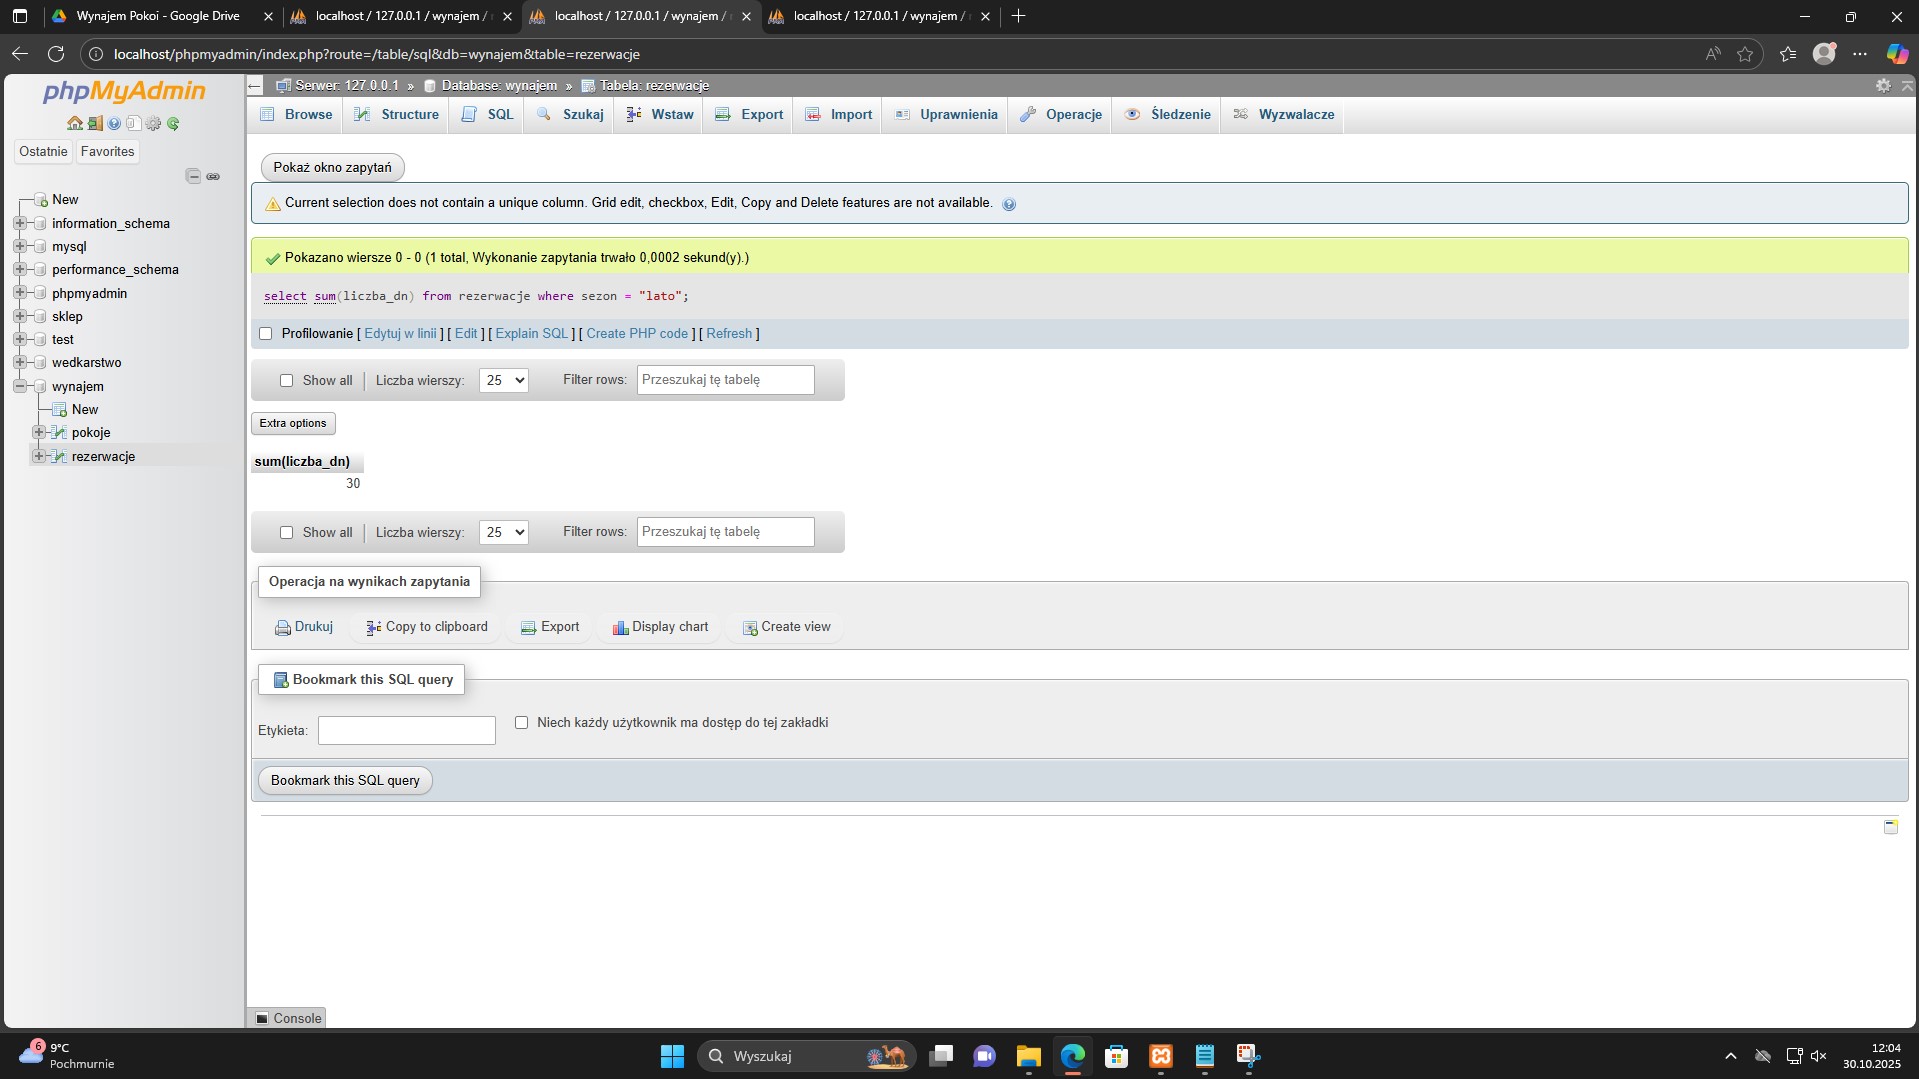 Wynajem Pokoi - Google Drive
localhost / 127.0.0.1 / wynajem /
localhost / 127.0.0.1 / wynajem /
localhost / 127.0.0.1 / wynajem /
localhost/phpmyadmin/index.php?route=/table/sql&db=wynajem&table=rezerwacje
phpMyAdmin
Ostatnie
Favorites
New
information_schema
mysql
performance_schema
phpmyadmin
sklep
test
wedkarstwo
wynajem
New
pokoje
rezerwacje
Serwer: 127.0.0.1 » Database: wynajem » Tabela: rezerwacje
Browse
Structure
SQL
Szukaj
Wstaw
Export
Import
Uprawnienia
Operacje
Śledzenie
Wyzwalacze
Pokaż okno zapytań
Current selection does not contain a unique column. Grid edit, checkbox, Edit, Copy and Delete features are not available.
Pokazano wiersze 0 - 0 (1 total, Wykonanie zapytania trwało 0,0002 sekund(y).)
select sum(liczba_dn) from rezerwacje where sezon = "lato";
Profilowanie [ Edytuj w linii ] [ Edit ] [ Explain SQL ] [ Create PHP code ] [ Refresh ]
Show all | Liczba wierszy: 25 Filter rows: Przeszukaj tę tabelę
Extra options
sum(liczba_dn)
30
Show all | Liczba wierszy: 25 Filter rows: Przeszukaj tę tabelę
Operacja na wynikach zapytania
Drukuj
Copy to clipboard
Export
Display chart
Create view
Bookmark this SQL query
Etykieta:
Niech każdy użytkownik ma dostęp do tej zakładki
Bookmark this SQL query
Console
6
9°C
Pochmurnie
Wyszukaj
12:04
30.10.2025